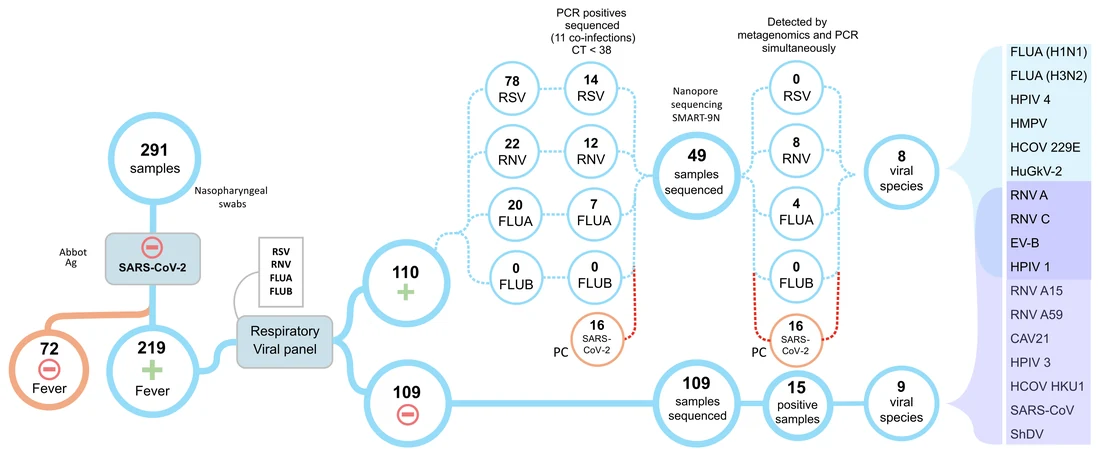 291
samples
Nasopharyngeal
swabs
Abbot
Ag
SARS-CoV-2
72
Fever
219
Fever
RSV
RNV
FLUA
FLUB
Respiratory
Viral panel
110
109
78
RSV
22
RNV
20
FLUA
0
FLUB
PCR positives
sequenced
(11 co-infections)
CT < 38
14
RSV
12
RNV
7
FLUA
0
FLUB
PC
16
SARS-
CoV-2
Nanopore
sequencing
SMART-9N
49
samples
sequenced
Detected by
metagenomics and PCR
simultaneously
0
RSV
8
RNV
4
FLUA
0
FLUB
PC
16
SARS-
CoV-2
8
viral
species
109
samples
sequenced
15
positive
samples
9
viral
species
FLUA (H1N1)
FLUA (H3N2)
HPIV 4
HMPV
HCOV 229E
HuGkV-2
RNV A
RNV C
EV-B
HPIV 1
RNV A15
RNV A59
CAV21
HPIV 3
HCOV HKU1
SARS-CoV
ShDV